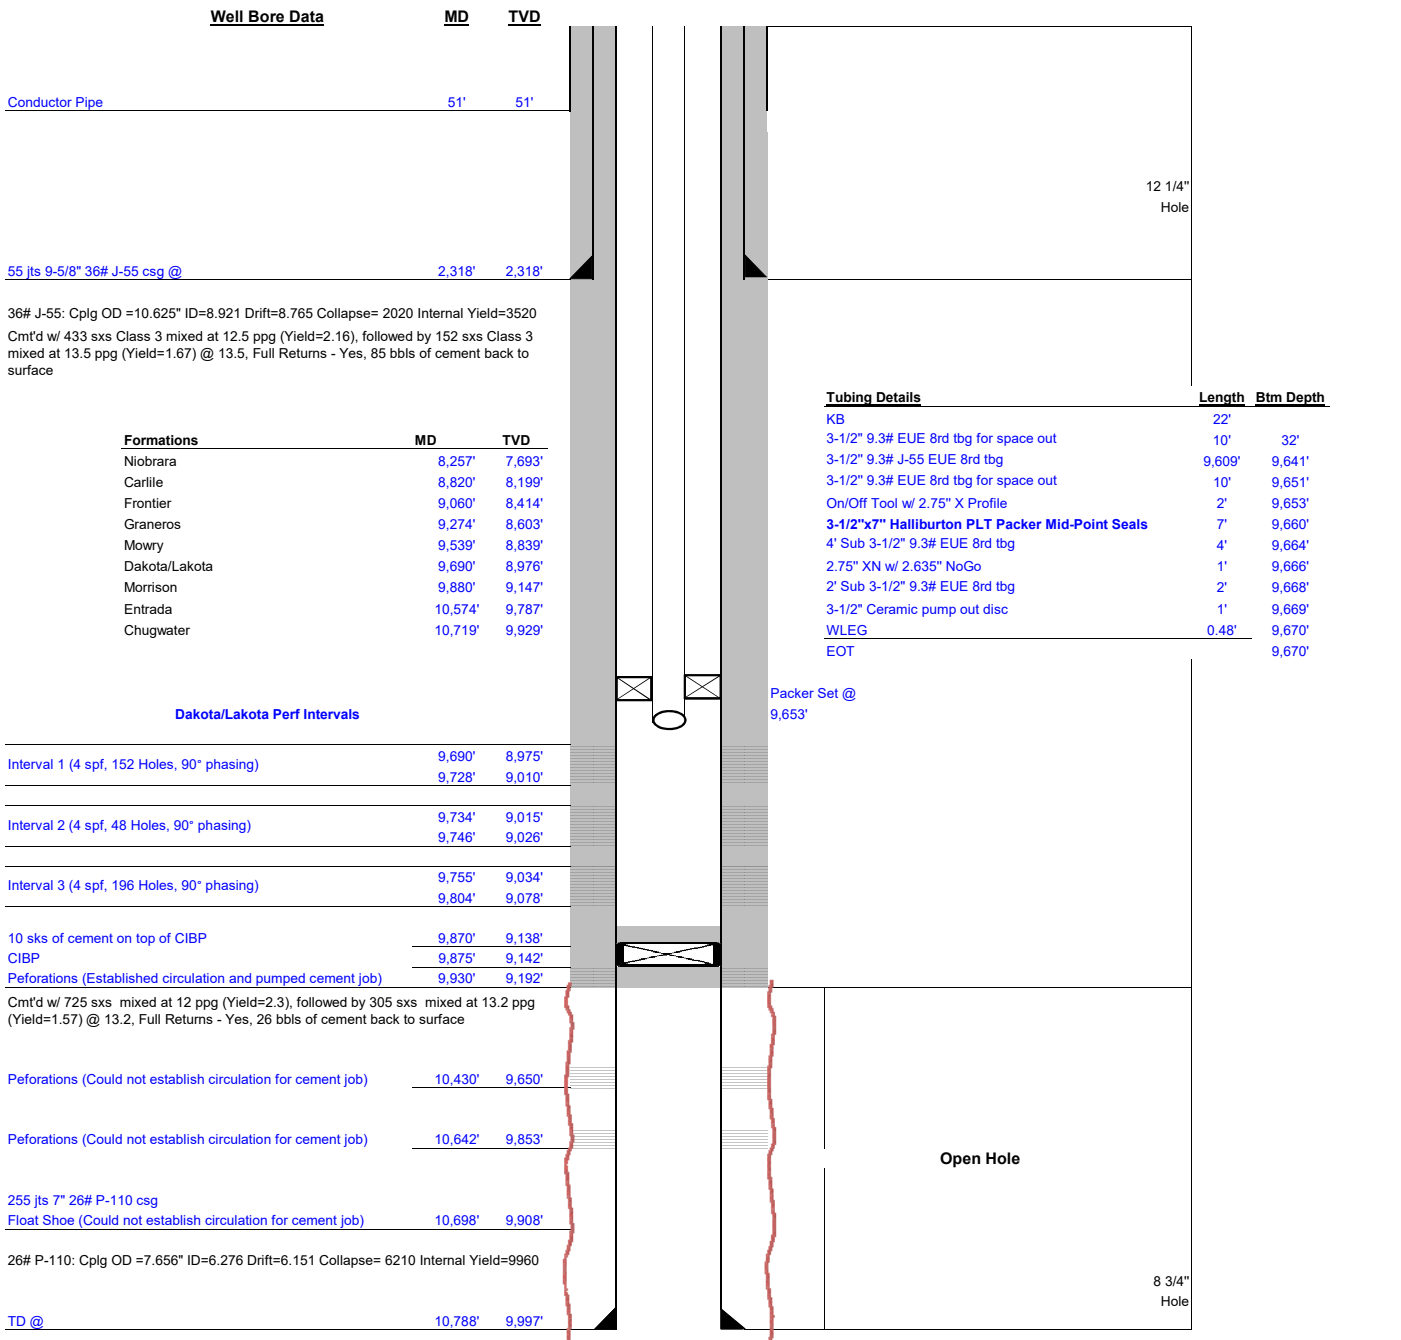 Well Bore Data MD TVD
Conductor Pipe 51' 51'
12 1/4"
Hole
55 jts 9-5/8" 36# J-55 csg @ 2,318' 2,318'
36# J-55: Cplg OD =10.625" ID=8.921 Drift=8.765 Collapse= 2020 Internal Yield=3520
Cmt'd w/ 433 sxs Class 3 mixed at 12.5 ppg (Yield=2.16), followed by 152 sxs Class 3
mixed at 13.5 ppg (Yield=1.67) @ 13.5, Full Returns - Yes, 85 bbls of cement back to
surface
Formations MD TVD
Niobrara 8,257' 7,693'
Carlile 8,820' 8,199'
Frontier 9,060' 8,414'
Graneros 9,274' 8,603'
Mowry 9,539' 8,839'
Dakota/Lakota 9,690' 8,976'
Morrison 9,880' 9,147'
Entrada 10,574' 9,787'
Chugwater 10,719' 9,929'
Tubing Details Length Btm Depth
KB 22'
3-1/2" 9.3# EUE 8rd tbg for space out 10' 32'
3-1/2" 9.3# J-55 EUE 8rd tbg 9,609' 9,641'
3-1/2" 9.3# EUE 8rd tbg for space out 10' 9,651'
On/Off Tool w/ 2.75" X Profile 2' 9,653'
3-1/2"x7" Halliburton PLT Packer Mid-Point Seals 7' 9,660'
4' Sub 3-1/2" 9.3# EUE 8rd tbg 4' 9,664'
2.75" XN w/ 2.635" NoGo 1' 9,666'
2' Sub 3-1/2" 9.3# EUE 8rd tbg 2' 9,668'
3-1/2" Ceramic pump out disc 1' 9,669'
WLEG 0.48' 9,670'
EOT 9,670'
Packer Set @
9,653'
Dakota/Lakota Perf Intervals
9,690' 8,975'
Interval 1 (4 spf, 152 Holes, 90° phasing)
9,728' 9,010'
9,734' 9,015'
Interval 2 (4 spf, 48 Holes, 90° phasing)
9,746' 9,026'
9,755' 9,034'
Interval 3 (4 spf, 196 Holes, 90° phasing)
9,804' 9,078'
10 sks of cement on top of CIBP 9,870' 9,138'
CIBP 9,875' 9,142'
Peforations (Established circulation and pumped cement job) 9,930' 9,192'
Cmt'd w/ 725 sxs  mixed at 12 ppg (Yield=2.3), followed by 305 sxs  mixed at 13.2 ppg
(Yield=1.57) @ 13.2, Full Returns - Yes, 26 bbls of cement back to surface
Peforations (Could not establish circulation for cement job) 10,430' 9,650'
Peforations (Could not establish circulation for cement job) 10,642' 9,853'
Open Hole
255 jts 7" 26# P-110 csg
Float Shoe (Could not establish circulation for cement job) 10,698' 9,908'
26# P-110: Cplg OD =7.656" ID=6.276 Drift=6.151 Collapse= 6210 Internal Yield=9960
8 3/4"
Hole
TD @ 10,788' 9,997'